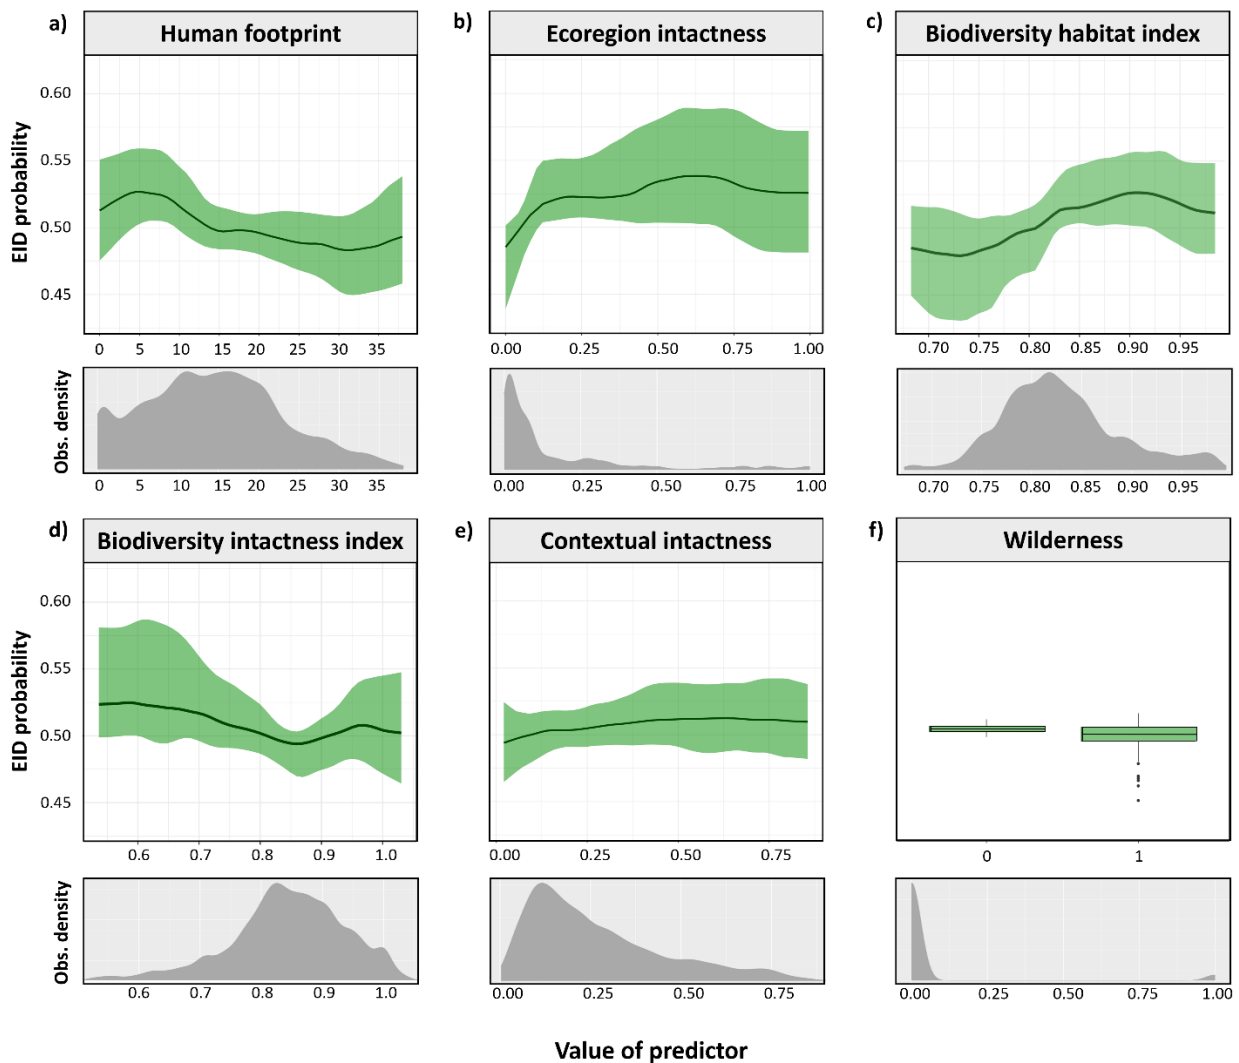 a)
Human footprint
b)
Ecoregion intactness
c)
Biodiversity habitat index
EID probability
0.60
0.55
0.50
0.45
0 5 10 15 20 25 30 35
0.00 0.25 0.50 0.75 1.00
0.70 0.75 0.80 0.85 0.90 0.95
Obs. density
0 5 10 15 20 25 30 35
0.00 0.25 0.50 0.75 1.00
0.70 0.75 0.80 0.85 0.90 0.95
d)
Biodiversity intactness index
e)
Contextual intactness
f)
Wilderness
EID probability
0.60
0.55
0.50
0.45
0.6 0.7 0.8 0.9 1.0
0.00 0.25 0.50 0.75
0 1
Obs. density
0.6 0.7 0.8 0.9 1.0
0.00 0.25 0.50 0.75
0.00 0.25 0.50 0.75 1.00
Value of predictor